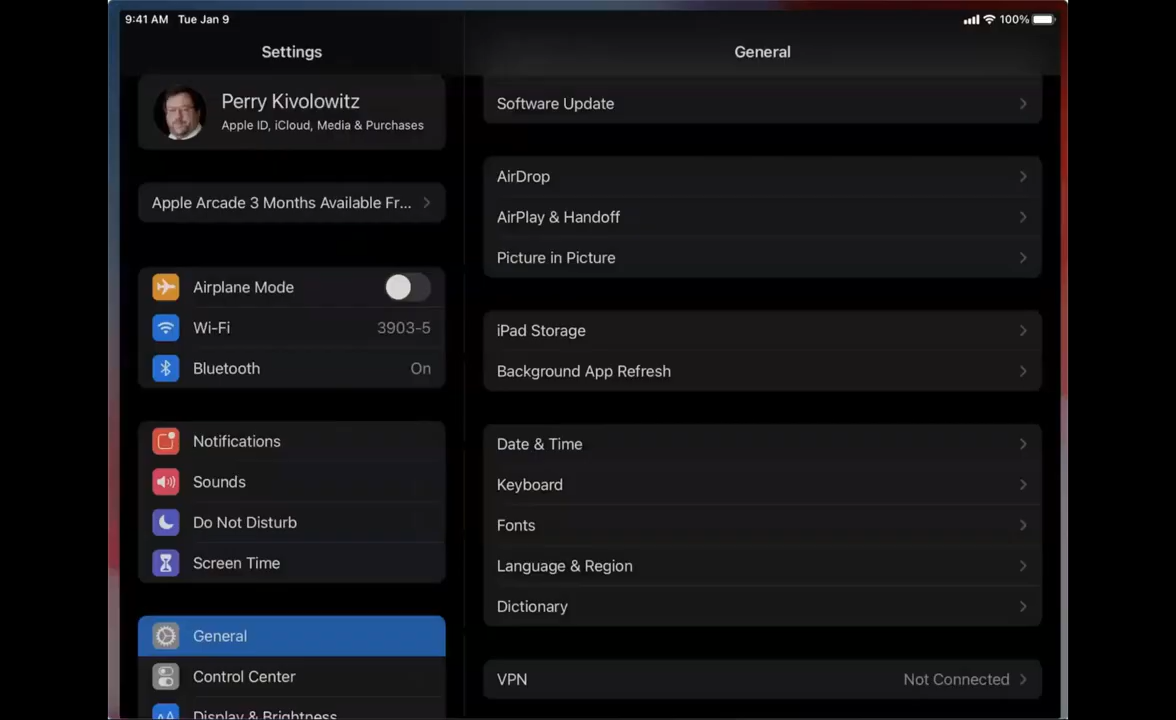 9:41 AM Tue Jan 9
100%
Settings
General
Perry Kivolowitz
Apple ID, iCloud, Media & Purchases
Apple Arcade 3 Months Available Fr...
Airplane Mode
Wi-Fi 3903-5
Bluetooth On
Notifications
Sounds
Do Not Disturb
Screen Time
General
Control Center
AA Display & Brightness
Software Update
AirDrop
AirPlay & Handoff
Picture in Picture
iPad Storage
Background App Refresh
Date & Time
Keyboard
Fonts
Language & Region
Dictionary
VPN Not Connected